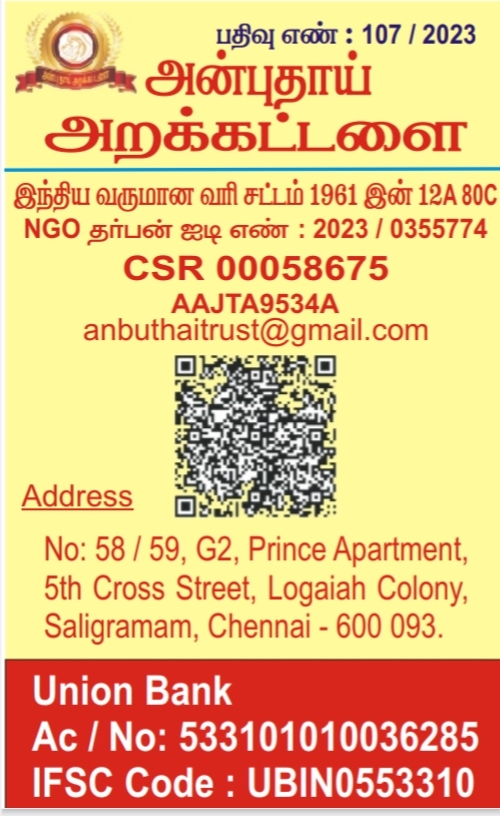 பதிவு எண் : 107 / 2023
அன்புதாய்
அறக்கட்டளை
இந்திய வருமான வரி சட்டம் 1961 இன் 12A 80C
NGO தர்பன் ஐடி எண் : 2023 / 0355774
CSR 00058675
AAJTA9534A
anbuthaitrust@gmail.com
Address
No: 58 / 59, G2, Prince Apartment,
5th Cross Street, Logaiah Colony,
Saligramam, Chennai - 600 093.
Union Bank
Ac / No: 533101010036285
IFSC Code : UBIN0553310